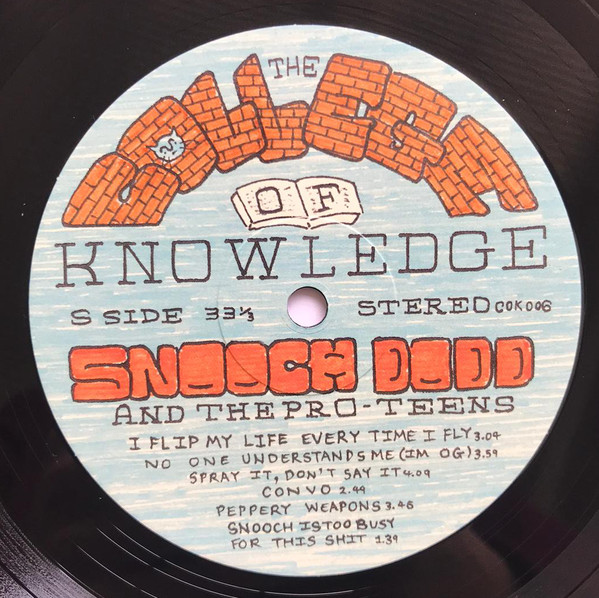 THE
COLLEGE
OF
KNOWLEDGE
S SIDE 33⅓ STEREO COK006
SNOOCH DODD
AND THE PRO-TEENS
I FLIP MY LIFE EVERY TIME I FLY 3.04
NO ONE UNDERSTANDS ME (IM OG) 3.59
SPRAY IT, DON'T SAY IT 4.09
CONVO 2.44
PEPPERY WEAPONS 3.46
SNOOCH IS TOO BUSY
FOR THIS SHIT 1.39